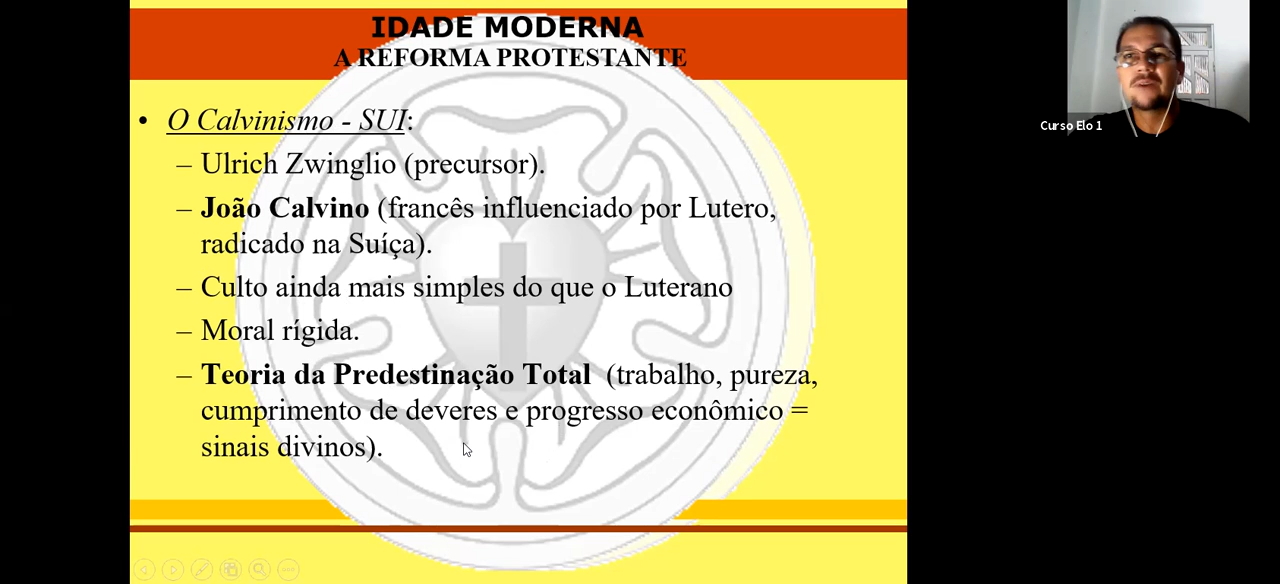 IDADE MODERNA
A REFORMA PROTESTANTE
• O Calvinismo - SUI:
– Ulrich Zwinglio (precursor).
– João Calvino (francês influenciado por Lutero,
radicado na Suíça).
– Culto ainda mais simples do que o Luterano
– Moral rígida.
– Teoria da Predestinação Total (trabalho, pureza,
cumprimento de deveres e progresso econômico =
sinais divinos).
Curso Elo 1